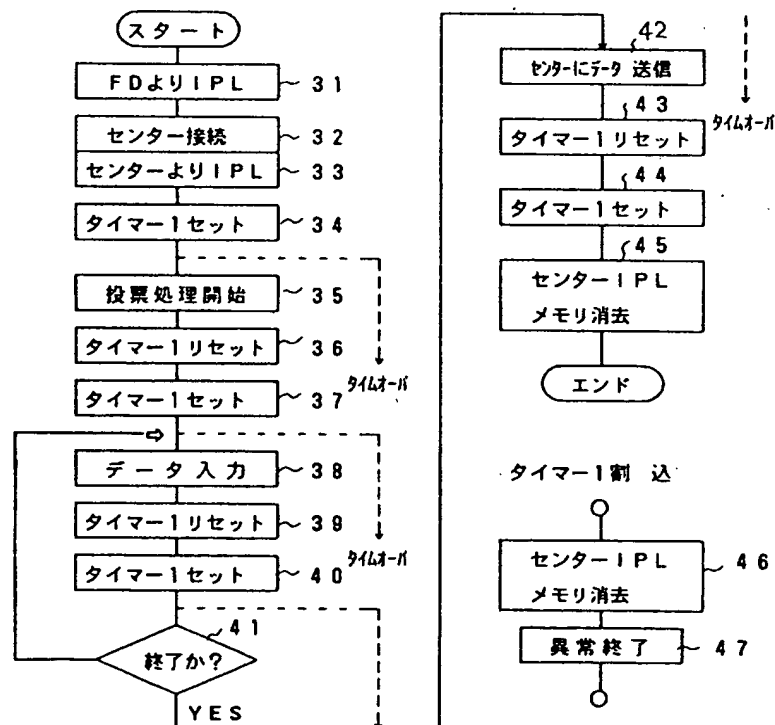 スタート
FDよりIPL 31
センター接続 32
センターよりIPL 33
タイマー1セット 34
投票処理開始 35
タイマー1リセット 36
タイマー1セット 37
タイムオーバ
データ入力 38
タイマー1リセット 39
タイマー1セット 40
タイムオーバ
41
終了か?
YES
42
センターにデータ送信
タイムオーバ
43
タイマー1リセット
44
タイマー1セット
45
センターIPL
メモリ消去
エンド
タイマー1割込
センターIPL
メモリ消去
46
異常終了 47